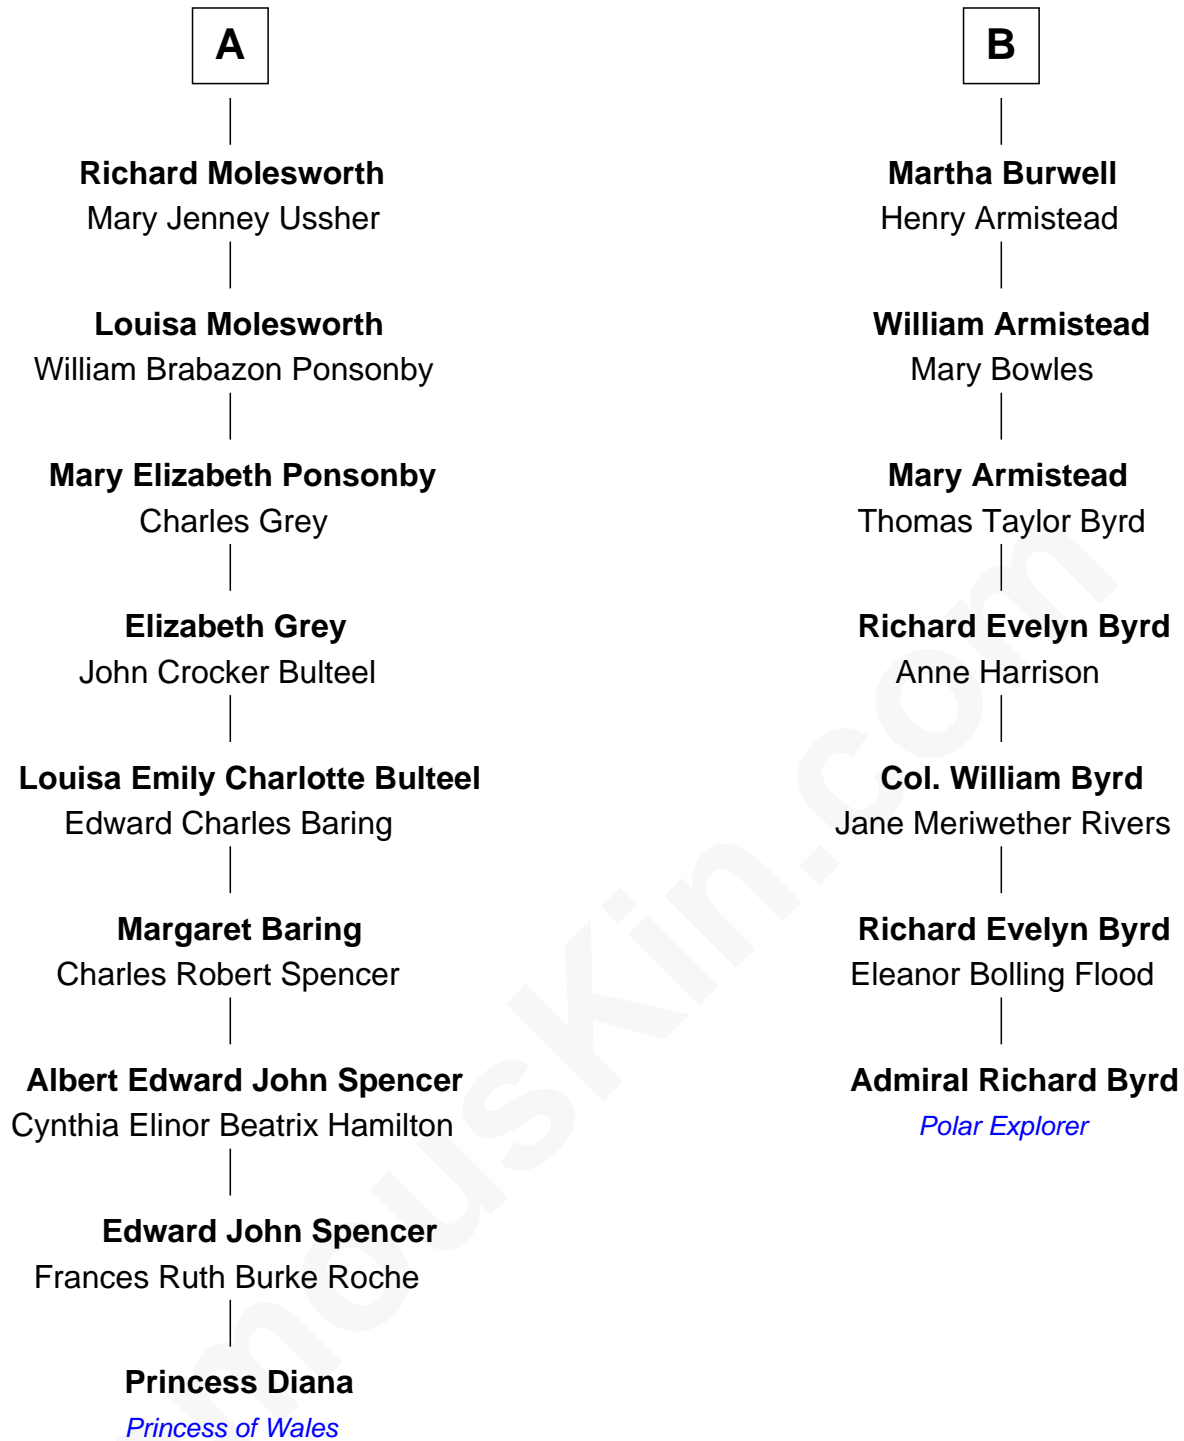 A
Richard Molesworth
Mary Jenney Ussher
Louisa Molesworth
William Brabazon Ponsonby
Mary Elizabeth Ponsonby
Charles Grey
Elizabeth Grey
John Crocker Bulteel
Louisa Emily Charlotte Bulteel
Edward Charles Baring
Margaret Baring
Charles Robert Spencer
Albert Edward John Spencer
Cynthia Elinor Beatrix Hamilton
Edward John Spencer
Frances Ruth Burke Roche
Princess Diana
Princess of Wales
B
Martha Burwell
Henry Armistead
William Armistead
Mary Bowles
Mary Armistead
Thomas Taylor Byrd
Richard Evelyn Byrd
Anne Harrison
Col. William Byrd
Jane Meriwether Rivers
Richard Evelyn Byrd
Eleanor Bolling Flood
Admiral Richard Byrd
Polar Explorer
mousKin.com